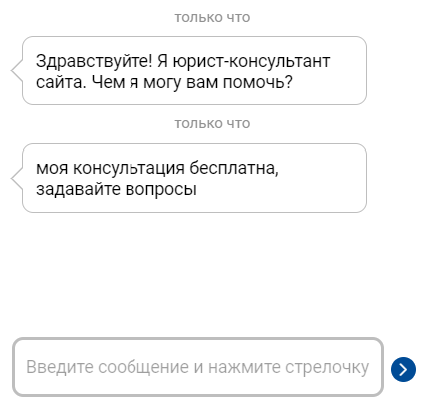 только что
Здравствуйте! Я юрист-консультант
сайта. Чем я могу вам помочь?
только что
моя консультация бесплатна,
задавайте вопросы
Введите сообщение и нажмите стрелочку